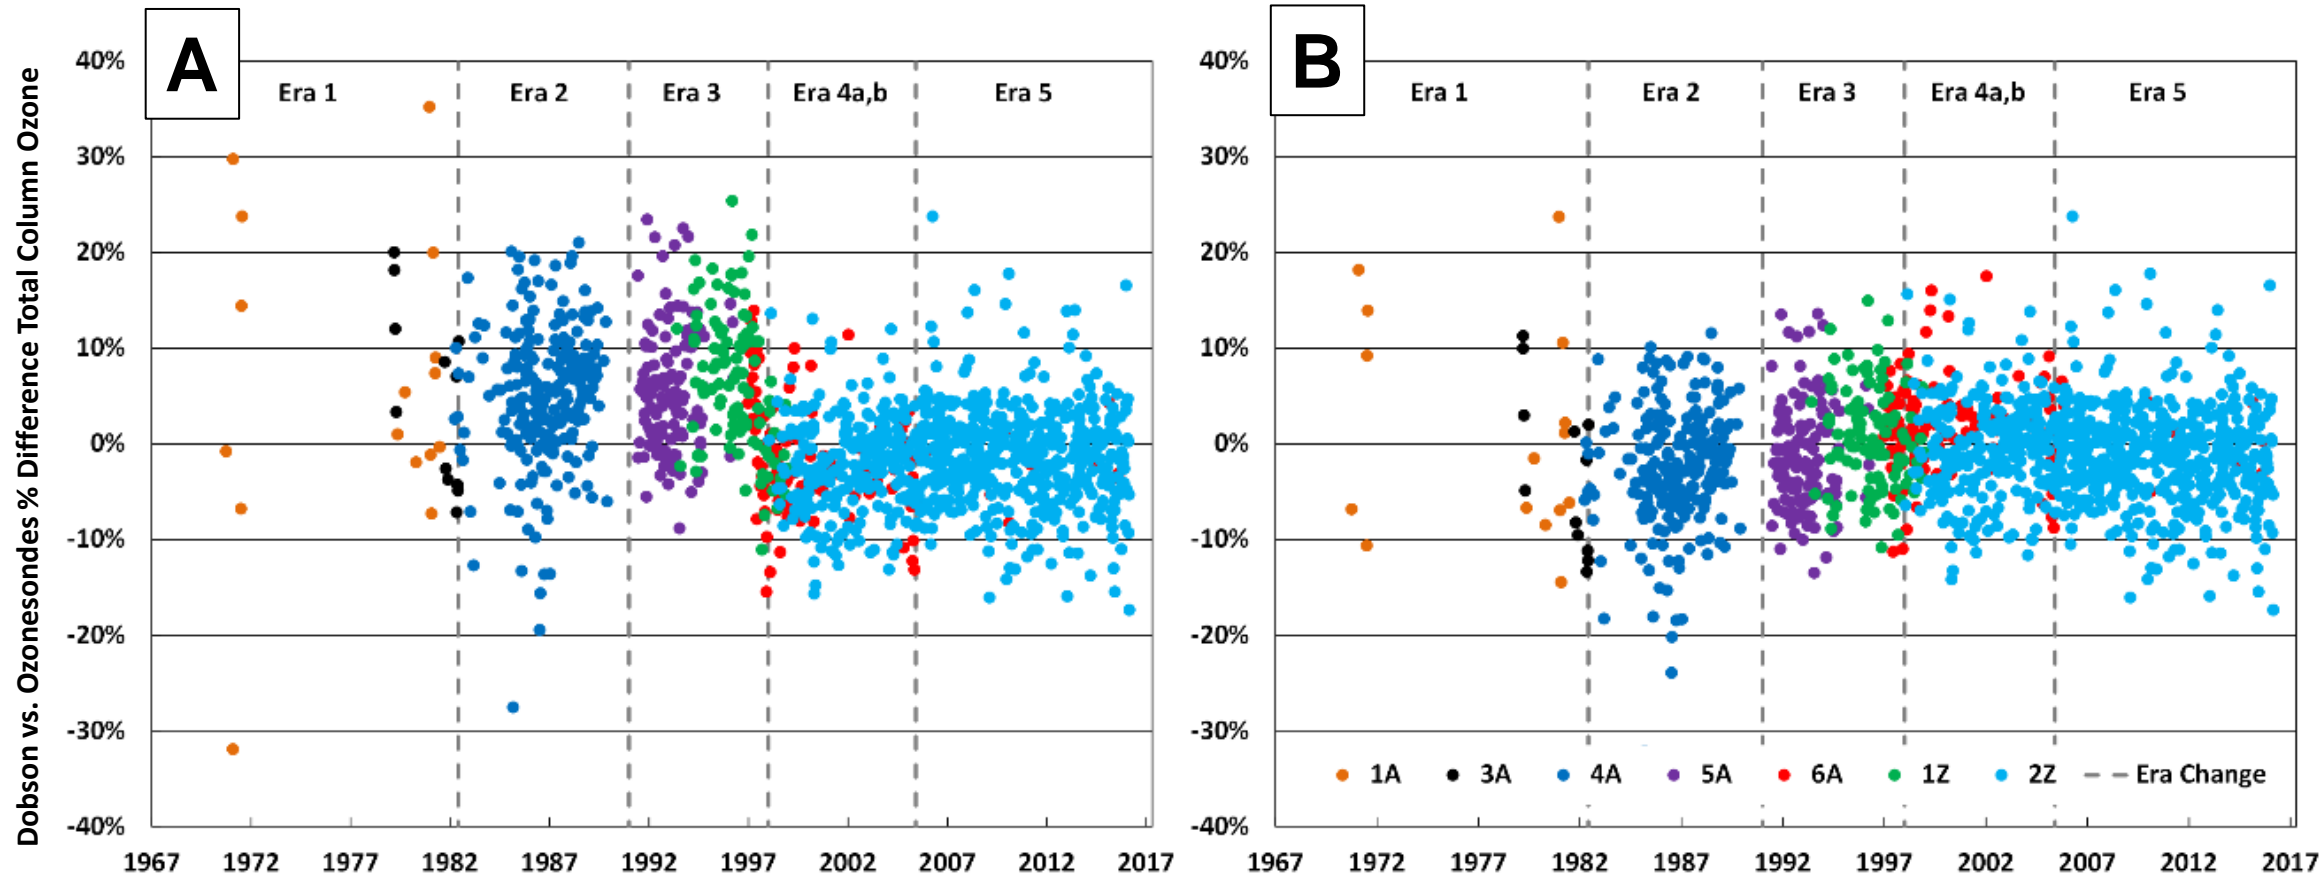 A
B
Dobson vs. Ozonesondes % Difference Total Column Ozone
40%
30%
20%
10%
0%
-10%
-20%
-30%
-40%
Era 1
Era 2
Era 3
Era 4a,b
Era 5
1967 1972 1977 1982 1987 1992 1997 2002 2007 2012 2017
40%
30%
20%
10%
0%
-10%
-20%
-30%
-40%
Era 1
Era 2
Era 3
Era 4a,b
Era 5
1A 3A 4A 5A 6A 1Z 2Z Era Change
1967 1972 1977 1982 1987 1992 1997 2002 2007 2012 2017